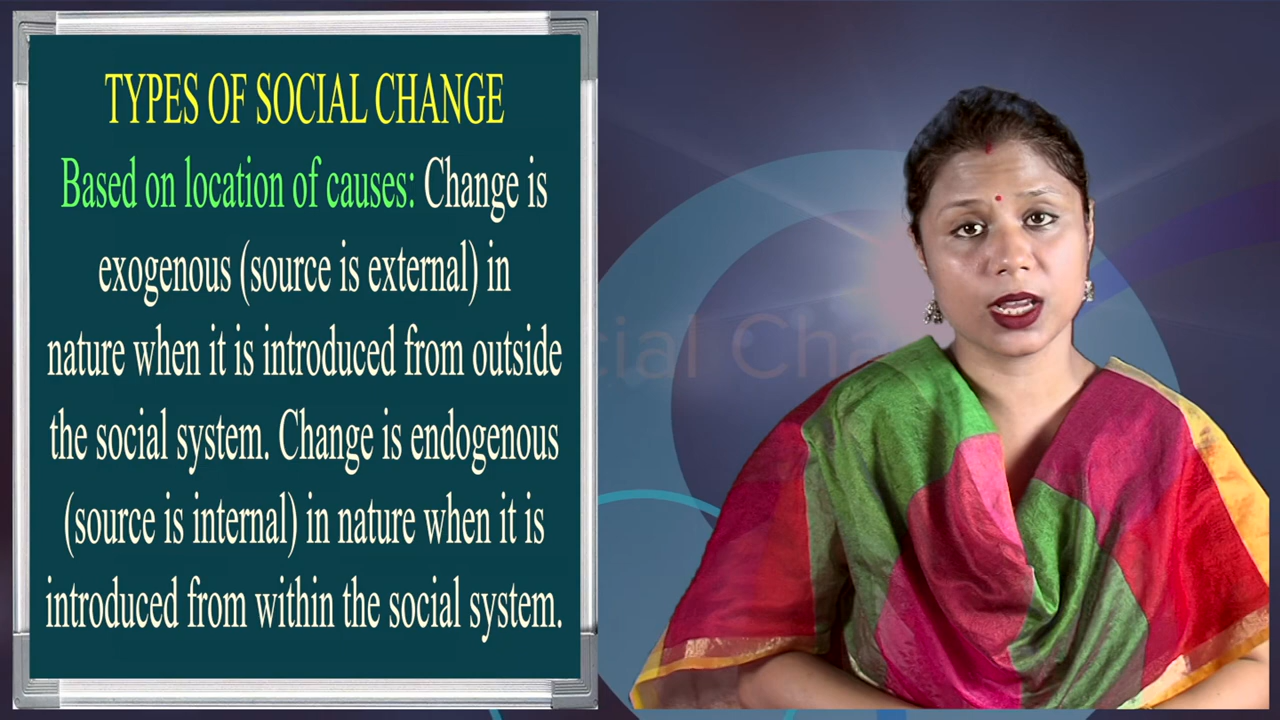 TYPES OF SOCIAL CHANGE
Based on location of causes: Change is
exogenous (source is external) in
nature when it is introduced from outside
the social system. Change is endogenous
(source is internal) in nature when it is
introduced from within the social system.